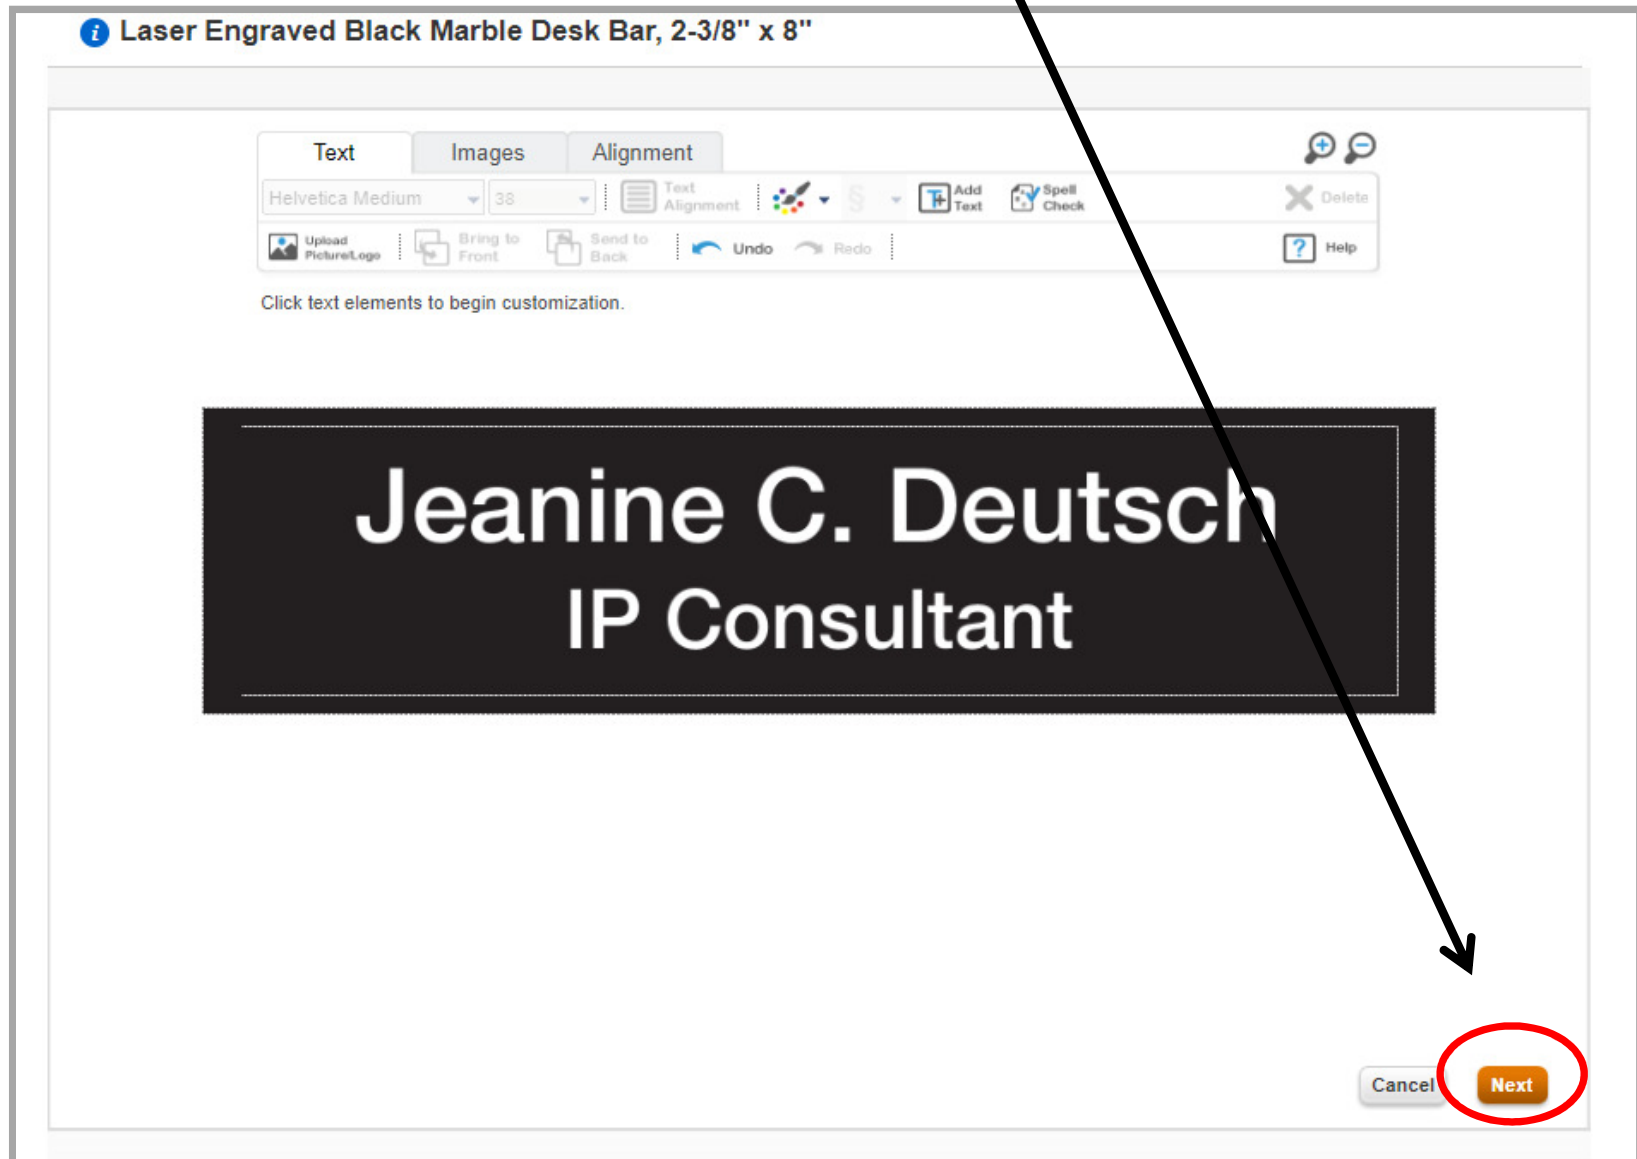 Laser Engraved Black Marble Desk Bar, 2-3/8" x 8"
Text Images Alignment
Helvetica Medium 38 Text Alignment § Add Text Spell Check Delete
Upload Picture/Logo Bring to Front Send to Back Undo Redo Help
Click text elements to begin customization.
Jeanine C. Deutsch
IP Consultant
Cancel Next